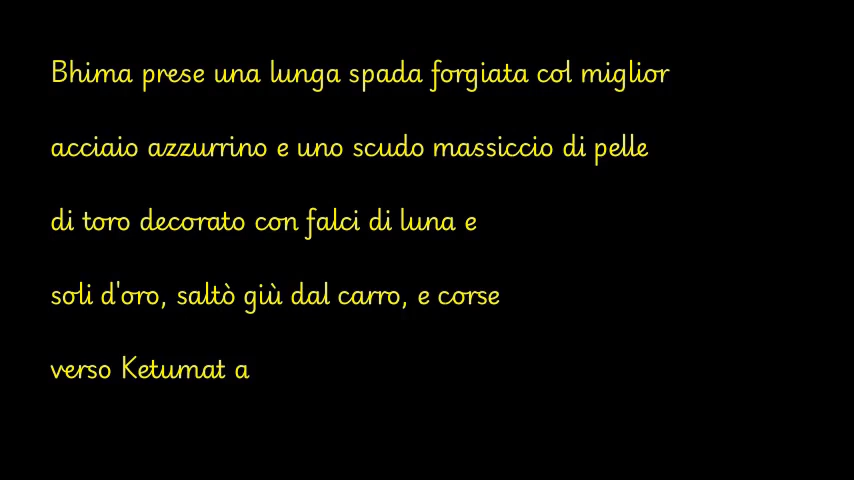 Bhima prese una lunga spada forgiata col miglior
acciaio azzurrino e uno scudo massiccio di pelle
di toro decorato con falci di luna e
soli d'oro, saltò giù dal carro, e corse
verso Ketumat a